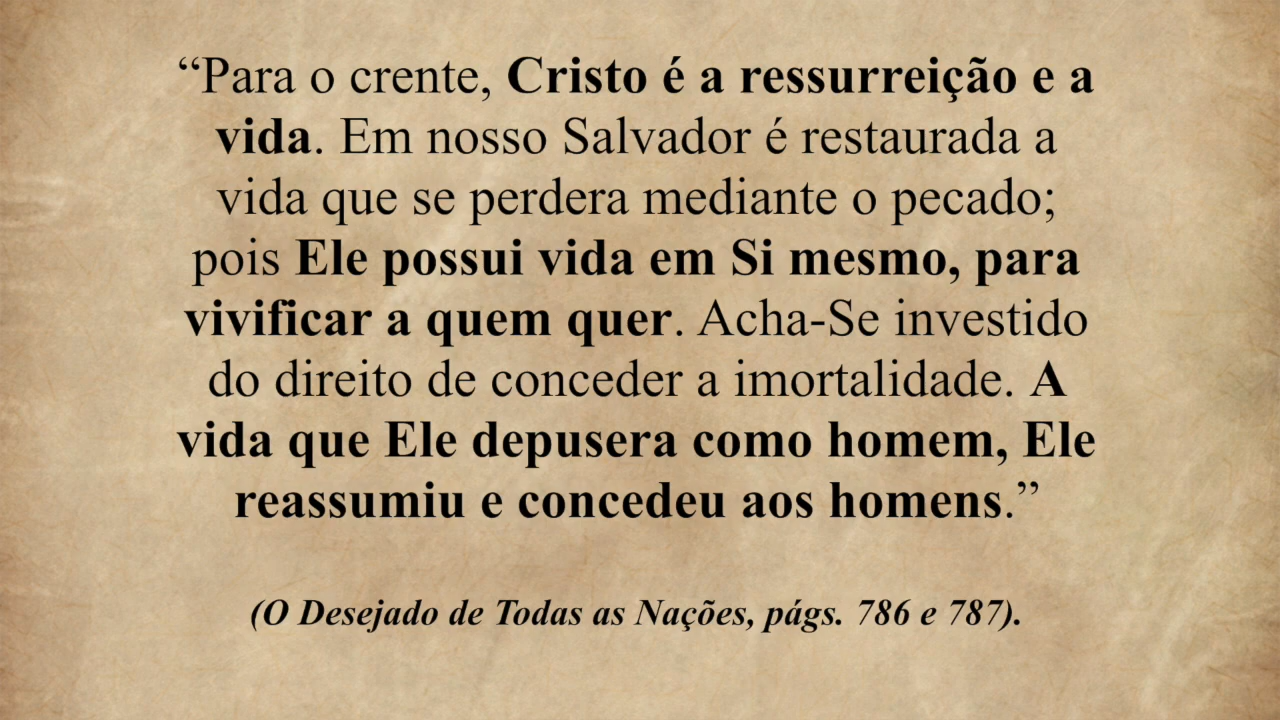 “Para o crente, Cristo é a ressurreição e a
vida. Em nosso Salvador é restaurada a
vida que se perdera mediante o pecado;
pois Ele possui vida em Si mesmo, para
vivificar a quem quer. Acha-Se investido
do direito de conceder a imortalidade. A
vida que Ele depusera como homem, Ele
reassumiu e concedeu aos homens.”
(O Desejado de Todas as Nações, págs. 786 e 787).